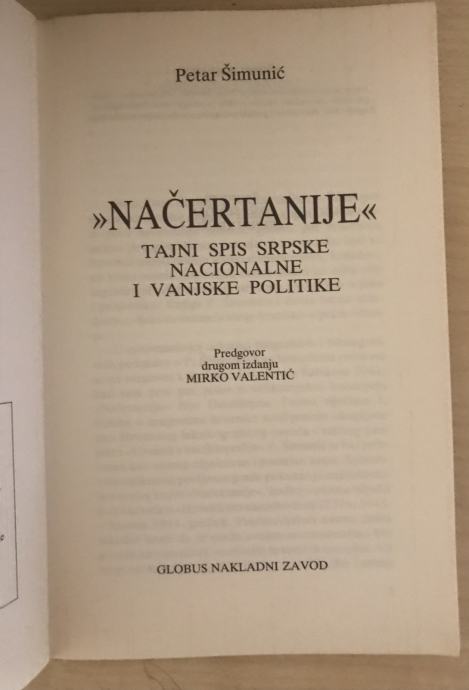 Petar Šimunić
»NAČERTANIJE«
TAJNI SPIS SRPSKE
NACIONALNE
I VANJSKE POLITIKE
Predgovor
drugom izdanju
MIRKO VALENTIĆ
GLOBUS NAKLADNI ZAVOD